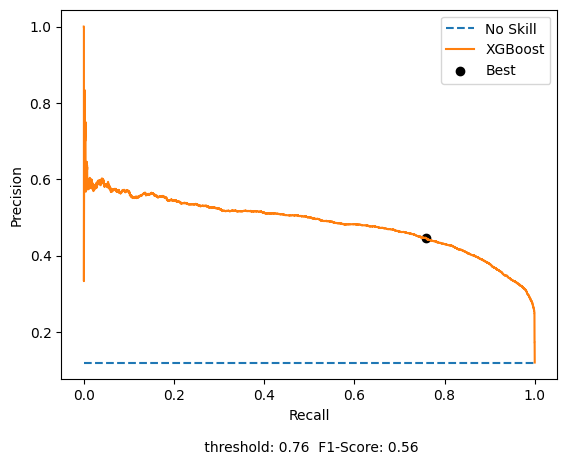 1.0
0.8
0.6
0.4
0.2
Precision
No Skill
XGBoost
Best
0.0 0.2 0.4 0.6 0.8 1.0
Recall
threshold: 0.76 F1-Score: 0.56